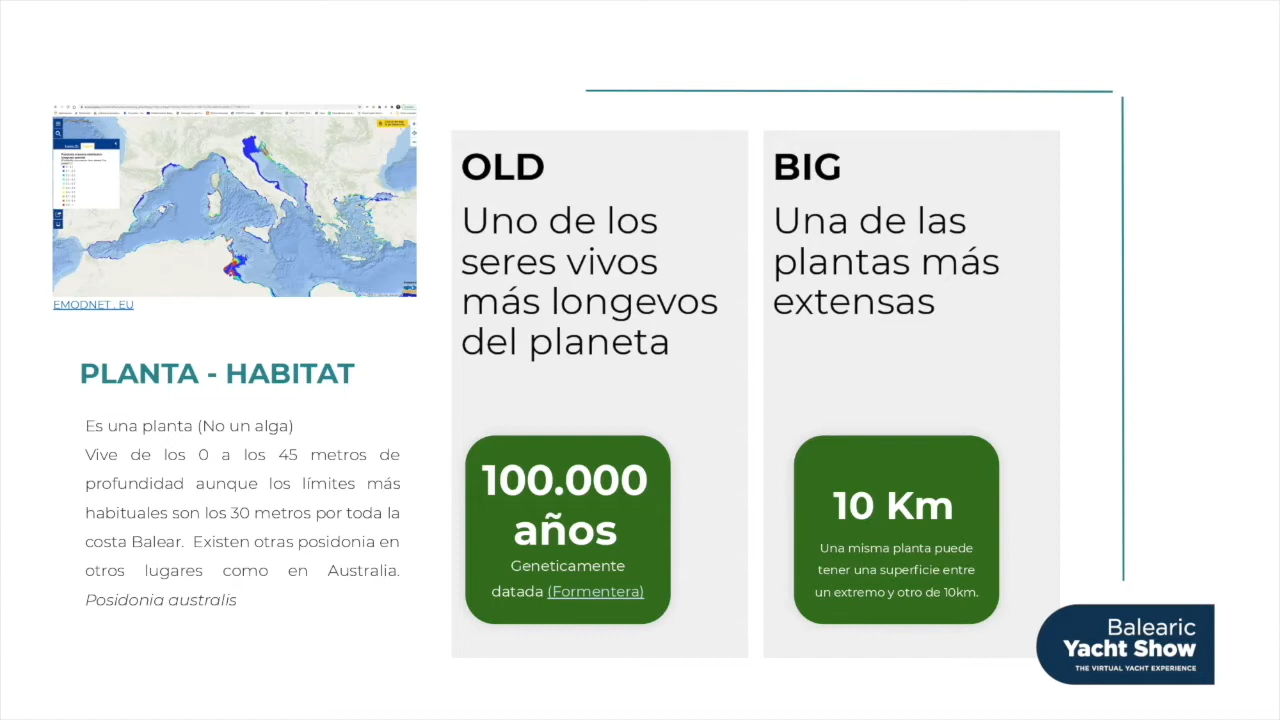 EMODNET . EU
PLANTA - HABITAT
Es una planta (No un alga)
Vive de los 0 a los 45 metros de
profundidad aunque los límites más
habituales son los 30 metros por toda la
costa Balear. Existen otras posidonia en
otros lugares como en Australia.
Posidonia australis
OLD
Uno de los
seres vivos
más longevos
del planeta
100.000
años
Geneticamente
datada (Formentera)
BIG
Una de las
plantas más
extensas
10 Km
Una misma planta puede
tener una superficie entre
un extremo y otro de 10km.
Balearic
Yacht Show
THE VIRTUAL YACHT EXPERIENCE